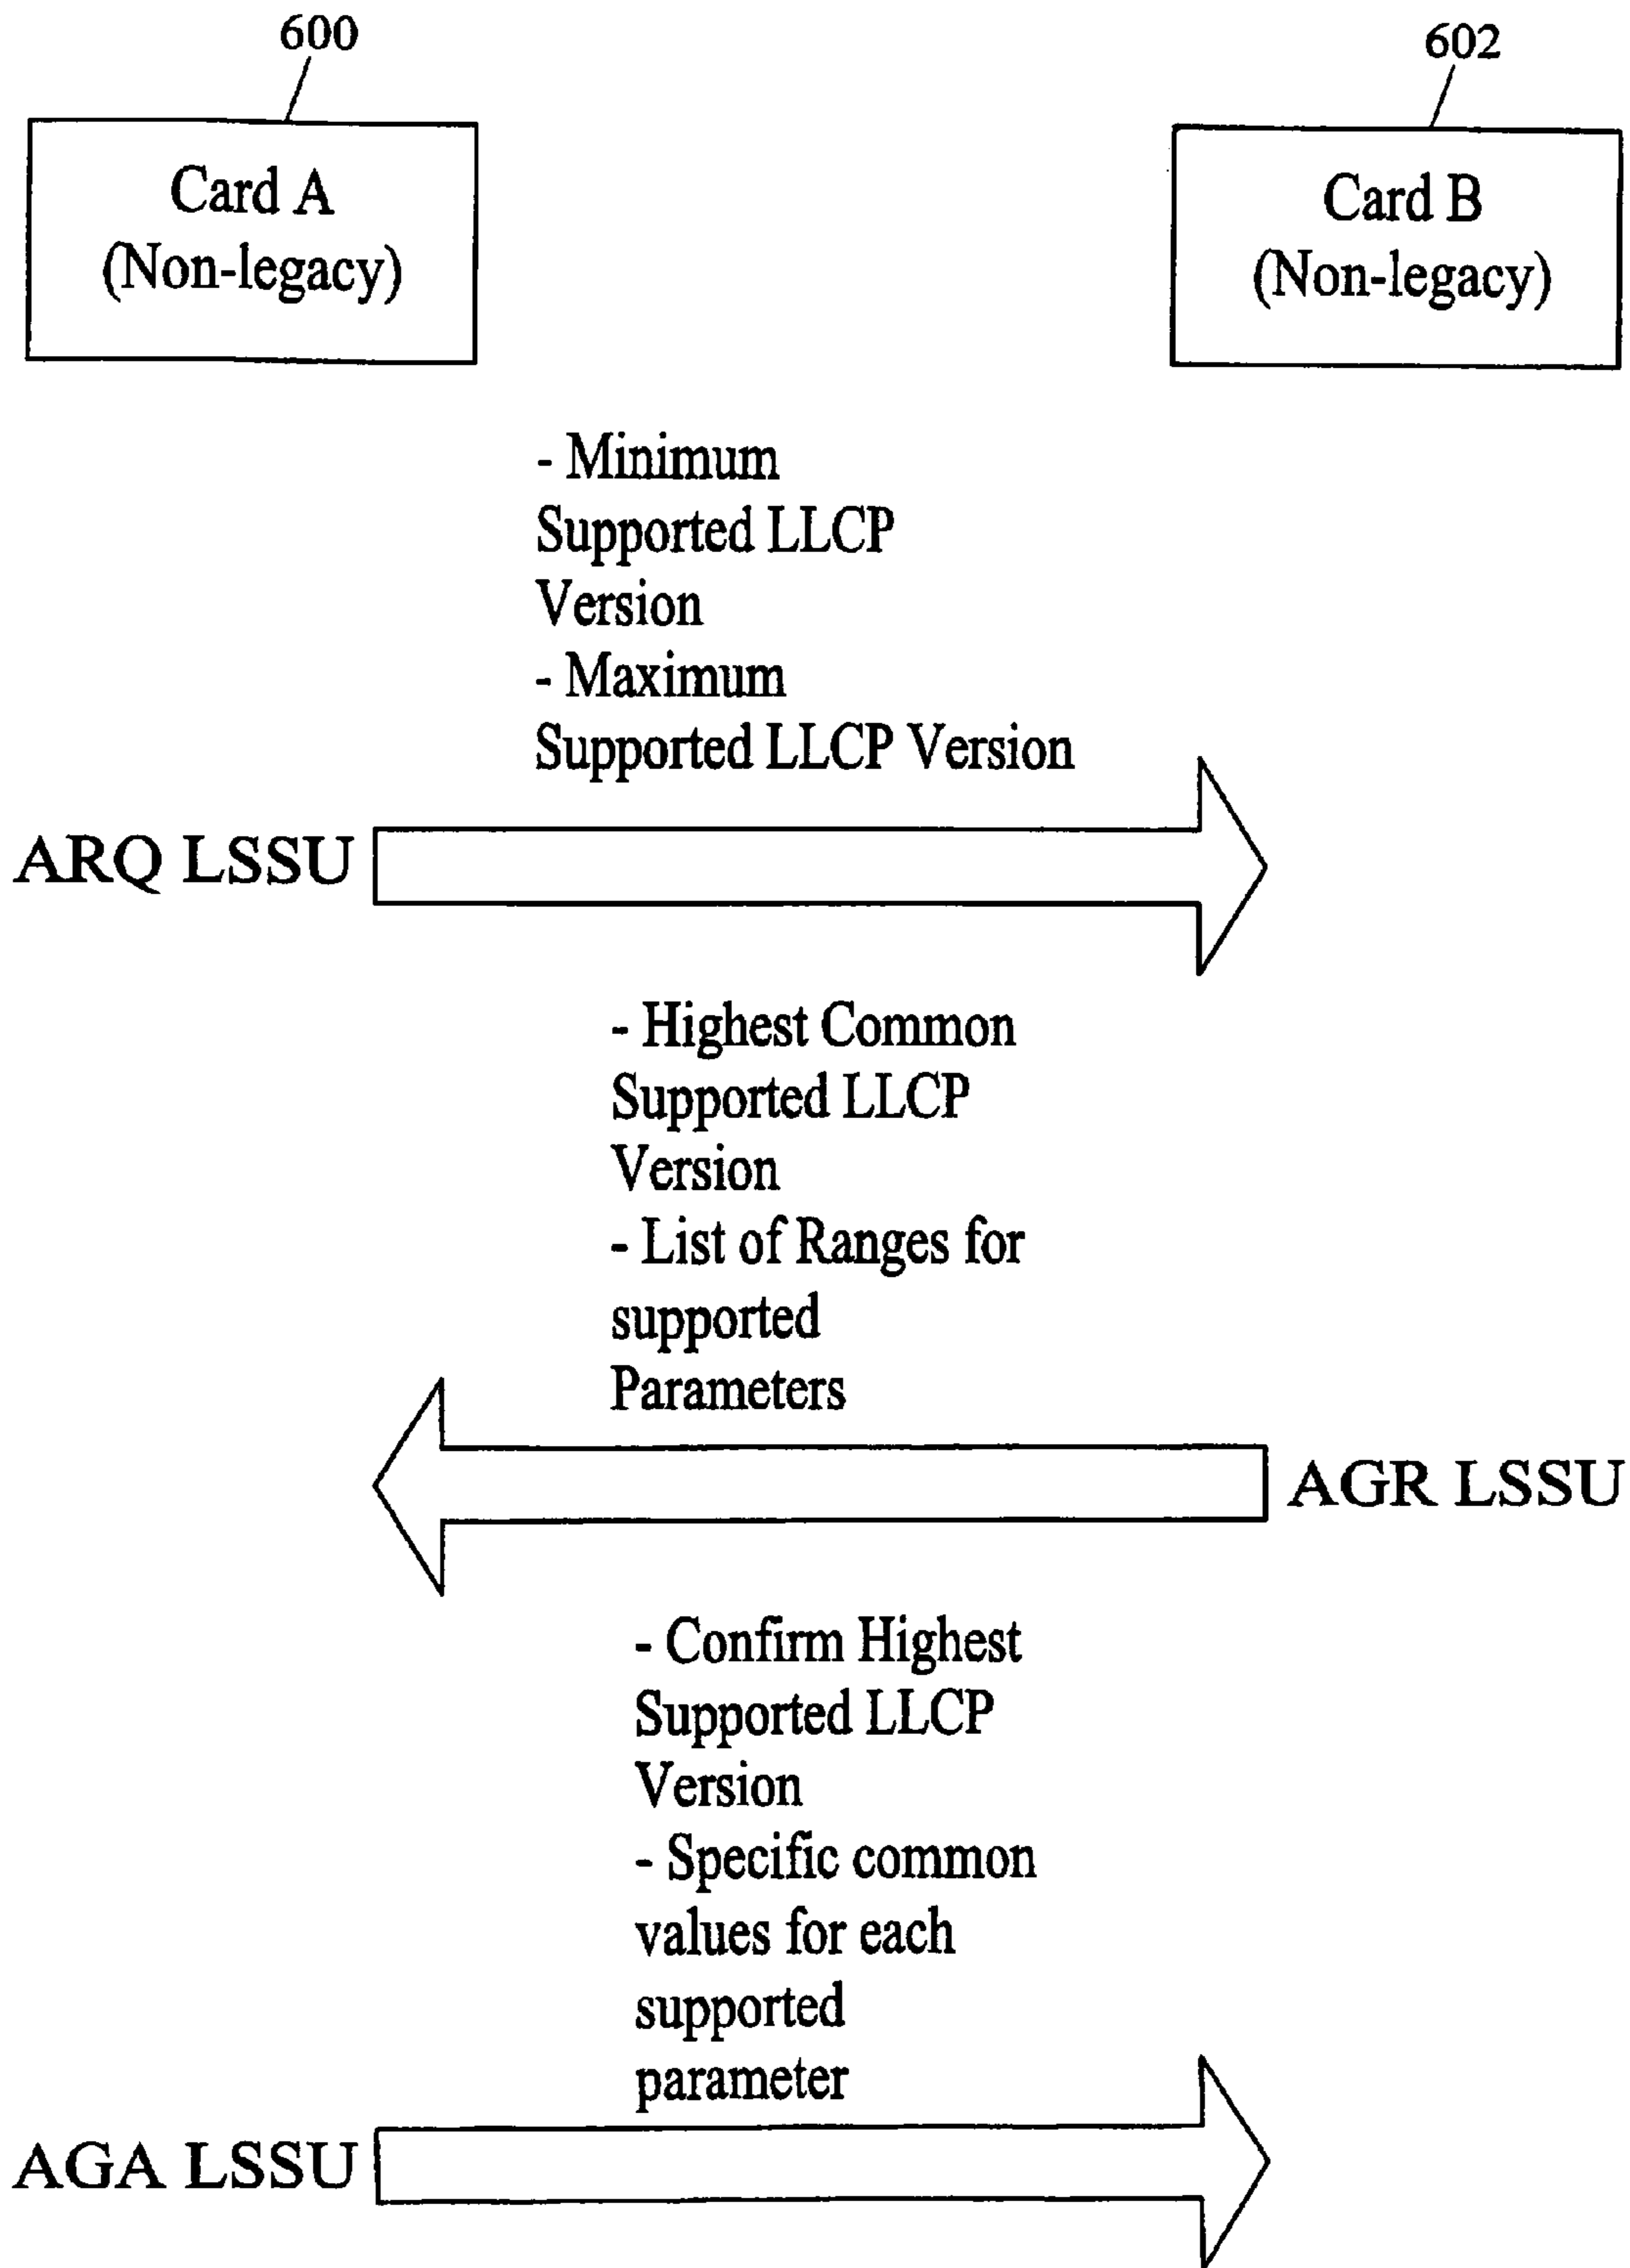 600
602
Card A
(Non-legacy)
Card B
(Non-legacy)
- Minimum
Supported LLCP
Version
- Maximum
Supported LLCP Version
ARQ LSSU
- Highest Common
Supported LLCP
Version
- List of Ranges for
supported
Parameters
AGR LSSU
- Confirm Highest
Supported LLCP
Version
- Specific common
values for each
supported
parameter
AGA LSSU